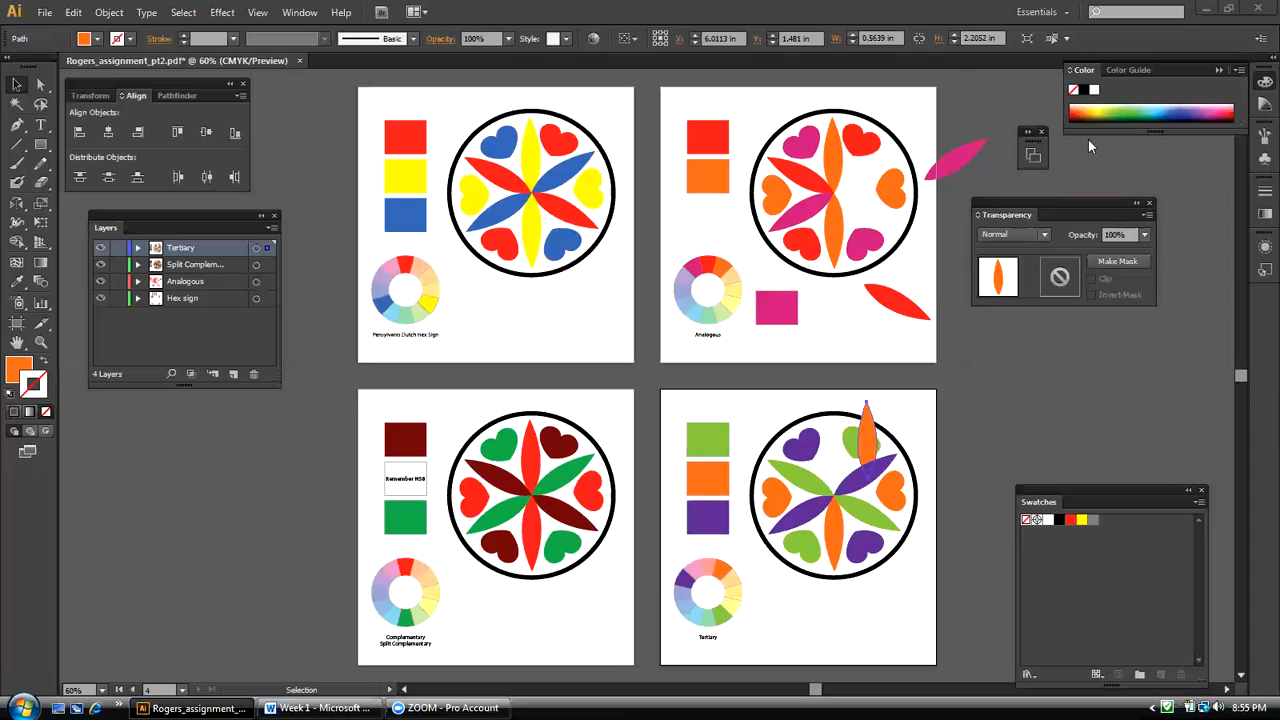 Ai File Edit Object Type Select Effect View Window Help Br Essentials
Path Stroke: Basic Opacity: 100% Style: X: 6.0113 in Y: 1.481 in W: 0.5639 in H: 2.2052 in
Rogers_assignment_pt2.pdf* @ 60% (CMYK/Preview) ×
Color Color Guide
Transform Align Pathfinder
Align Objects:
Distribute Objects:
Layers
Tertiary
Split Complem...
Analogous
Hex sign
4 Layers
Transparency
Normal Opacity: 100%
Make Mask
Clip
Invert Mask
Pensylvanis Dutch Hex Sign
Analogous
Remember HSB
Complementary
Split Complementary
Tertiary
Swatches
60% 4 Selection
Rogers_assignment_... Week 1 - Microsoft ... ZOOM - Pro Account 8:55 PM